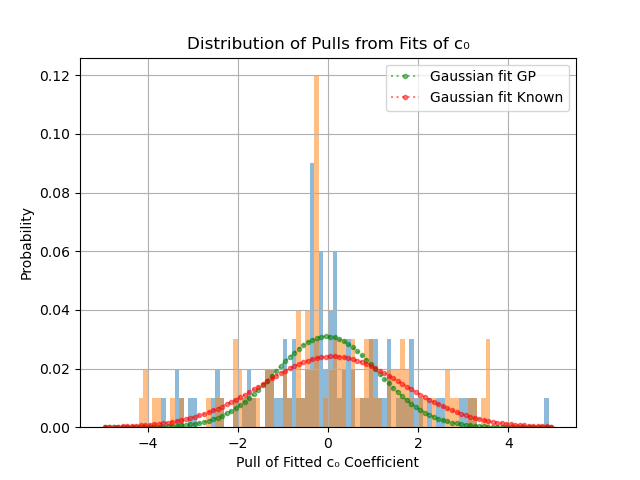 Distribution of Pulls from Fits of c₀
Gaussian fit GP
Gaussian fit Known
Probability
0.12
0.10
0.08
0.06
0.04
0.02
0.00
−4 −2 0 2 4
Pull of Fitted c₀ Coefficient